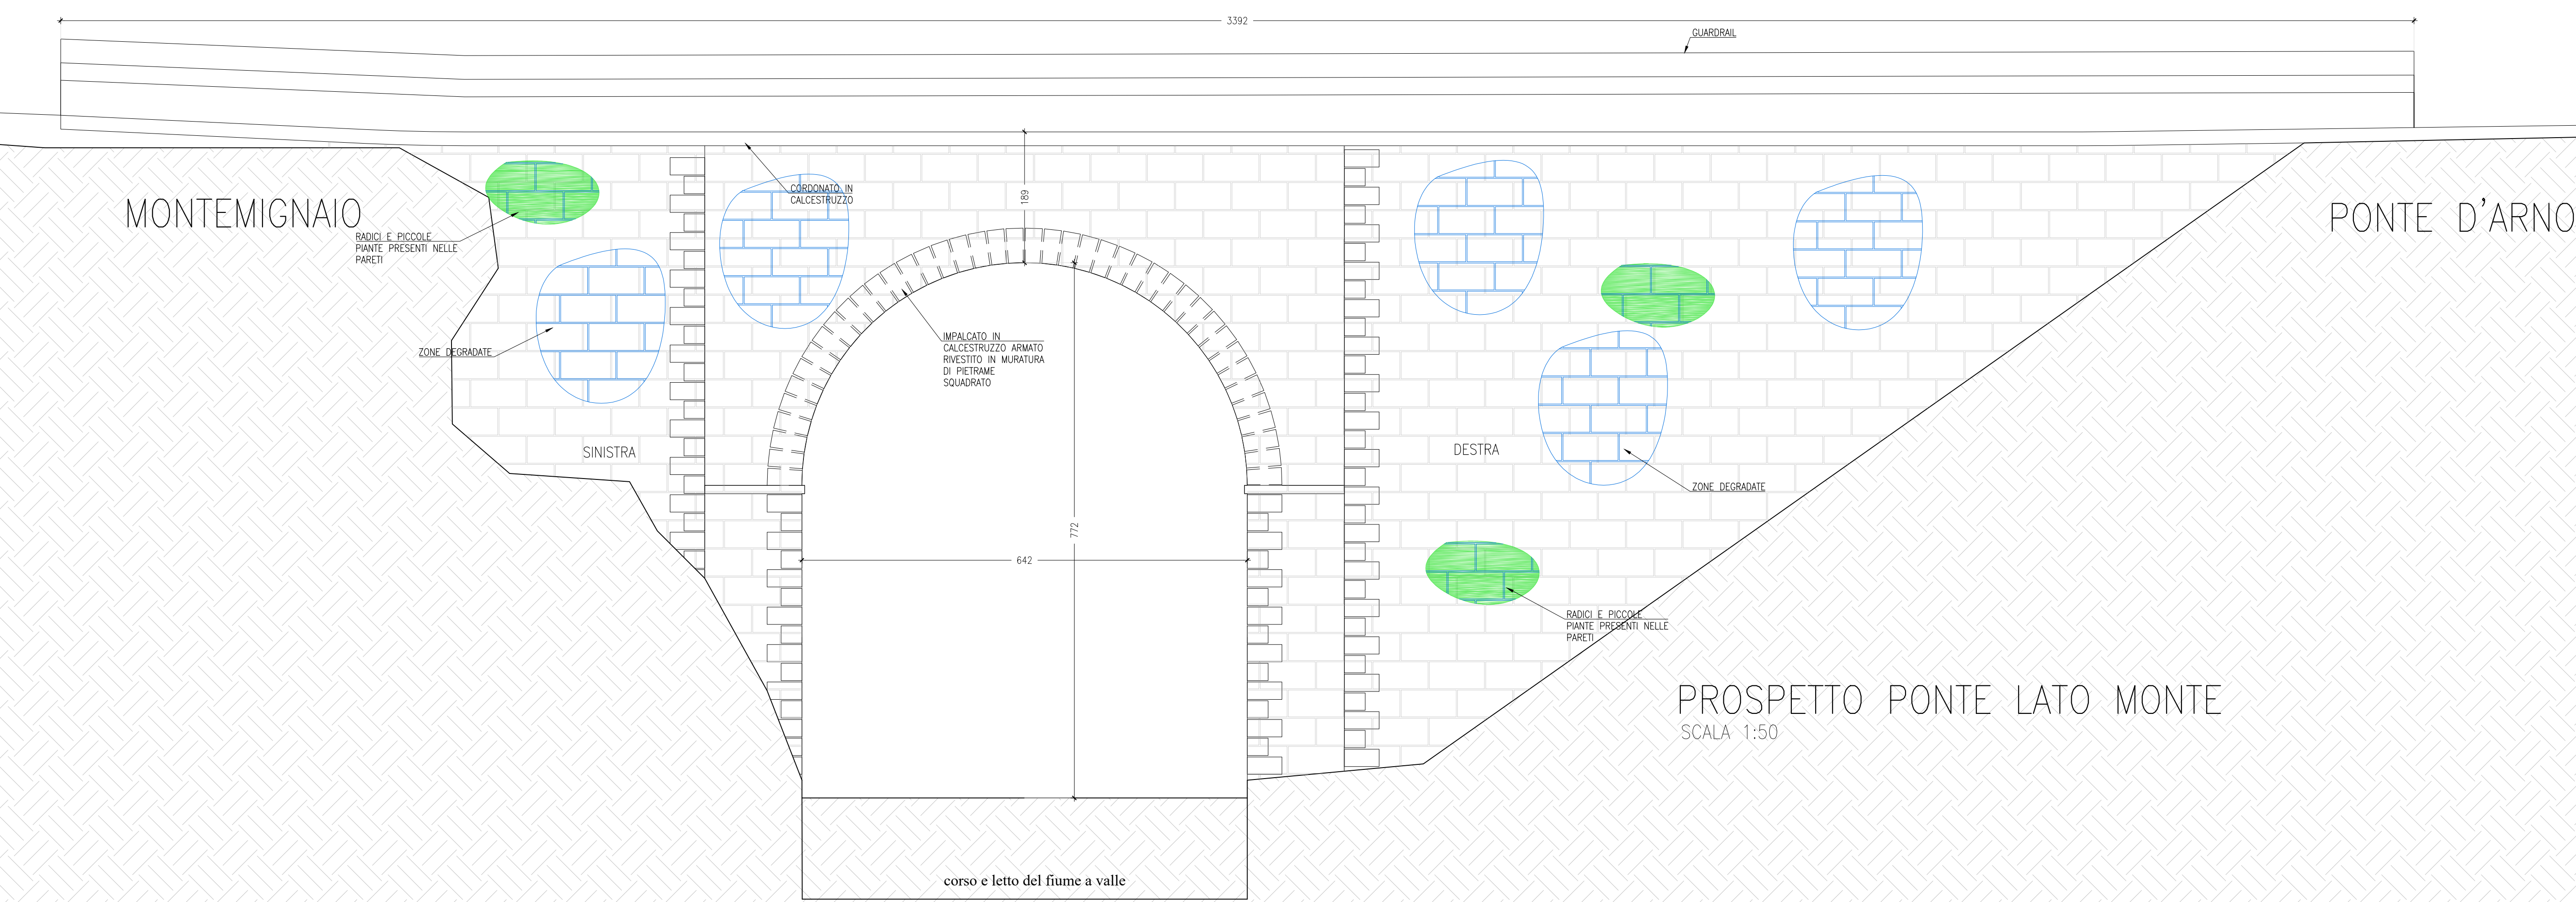 3392
GUARDRAIL
MONTEMIGNAIO
PONTE D'ARNO
RADICI E PICCOLE
PIANTE PRESENTI NELLE
PARETI
CORDONATO IN
CALCESTRUZZO
189
ZONE DEGRADATE
IMPALCATO IN
CALCESTRUZZO ARMATO
RIVESTITO IN MURATURA
DI PIETRAME
SQUADRATO
SINISTRA
DESTRA
ZONE DEGRADATE
772
642
RADICI E PICCOLE
PIANTE PRESENTI NELLE
PARETI
PROSPETTO PONTE LATO MONTE
SCALA 1:50
corso e letto del fiume a valle